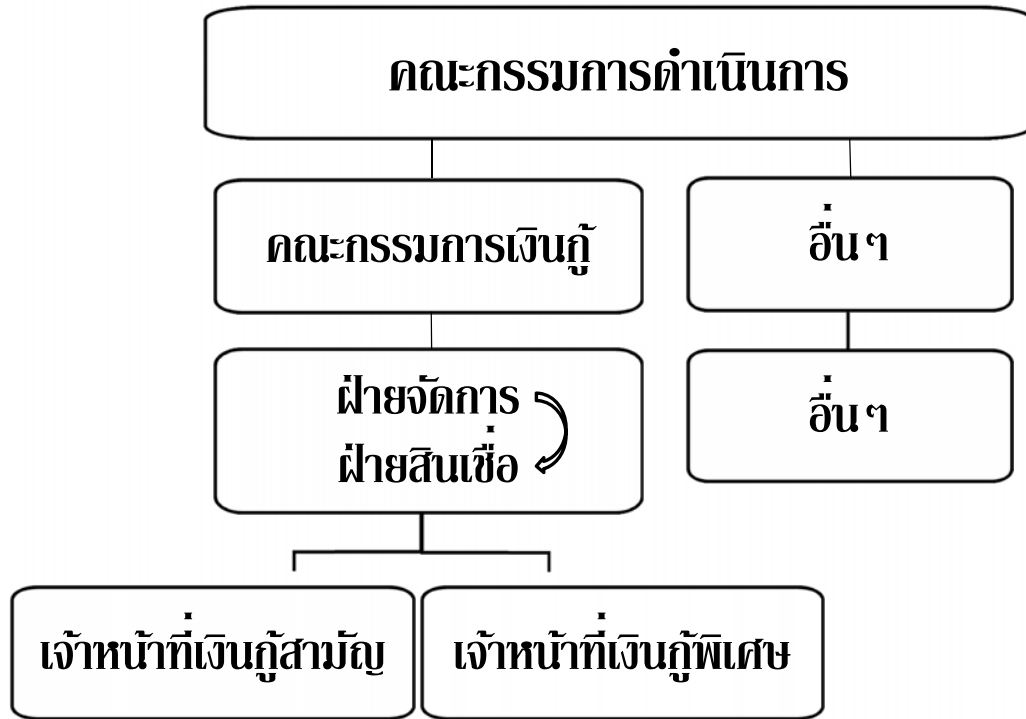 คณะกรรมการดำเนินการ
คณะกรรมการเงินกู้
อื่นๆ
ฝ่ายจัดการ
ฝ่ายสินเชื่อ
อื่นๆ
เจ้าหน้าที่เงินกู้สามัญ
เจ้าหน้าที่เงินกู้พิเศษ